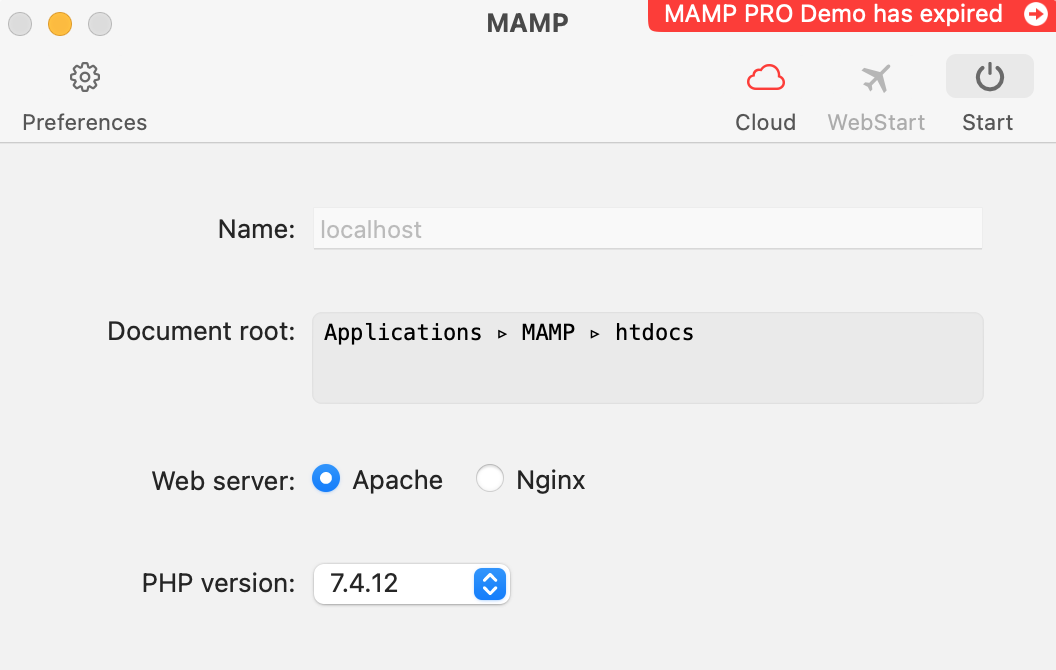 MAMP
MAMP PRO Demo has expired
Preferences
Cloud
WebStart
Start
Name: localhost
Document root: Applications ▹ MAMP ▹ htdocs
Web server: Apache Nginx
PHP version: 7.4.12